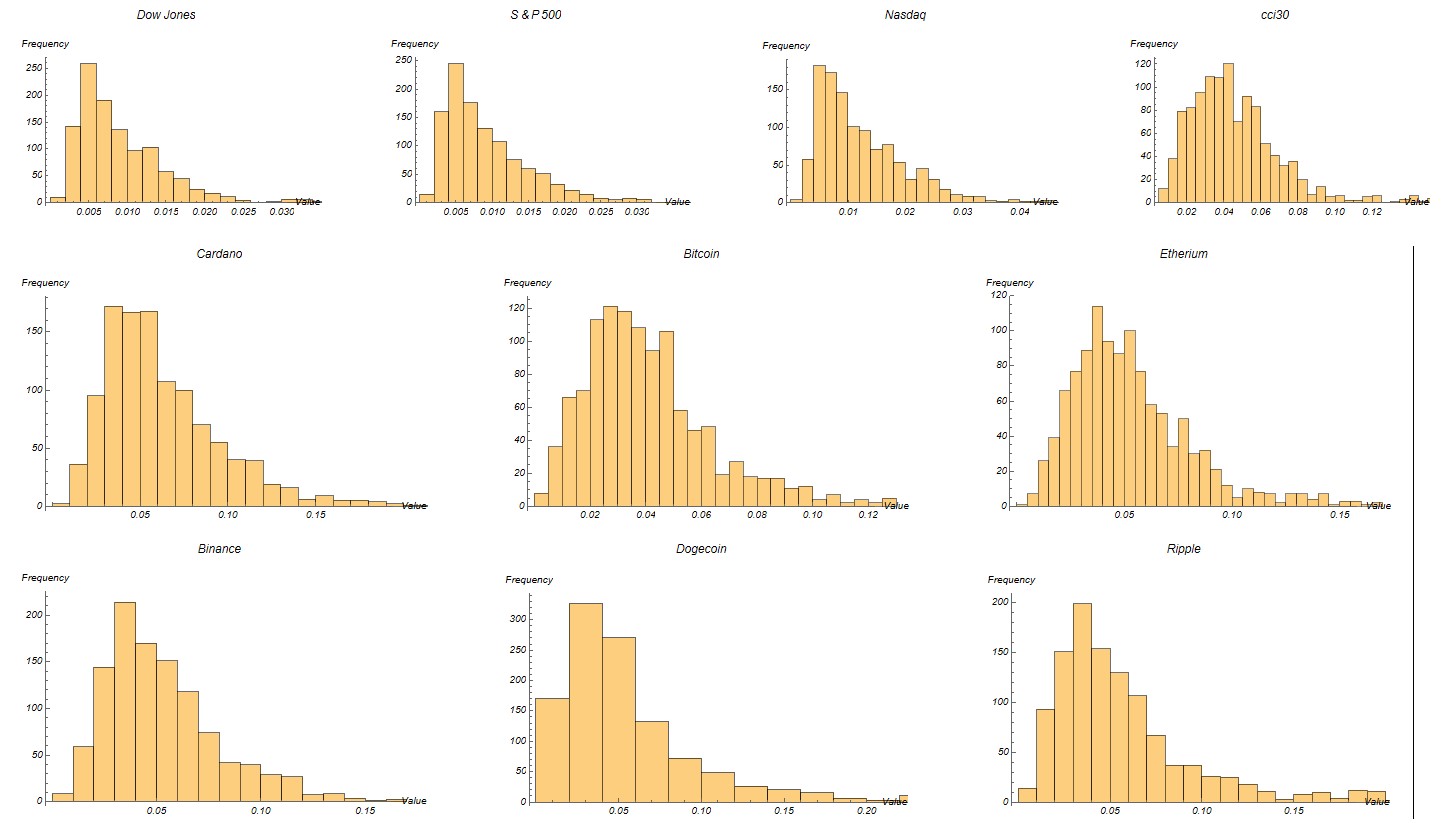 Dow Jones
Frequency
250
200
150
100
50
0
0.005 0.010 0.015 0.020 0.025 0.030 Value
S & P 500
Frequency
250
200
150
100
50
0
0.005 0.010 0.015 0.020 0.025 0.030 Value
Nasdaq
Frequency
150
100
50
0
0.01 0.02 0.03 0.04 Value
cci30
Frequency
120
100
80
60
40
20
0
0.02 0.04 0.06 0.08 0.10 0.12 Value
Cardano
Frequency
150
100
50
0
0.05 0.10 0.15 Value
Bitcoin
Frequency
120
100
80
60
40
20
0
0.02 0.04 0.06 0.08 0.10 0.12 Value
Etherium
Frequency
120
100
80
60
40
20
0
0.05 0.10 0.15 Value
Binance
Frequency
200
150
100
50
0
0.05 0.10 0.15 Value
Dogecoin
Frequency
300
250
200
150
100
50
0
0.05 0.10 0.15 0.20 Value
Ripple
Frequency
200
150
100
50
0
0.05 0.10 0.15 Value